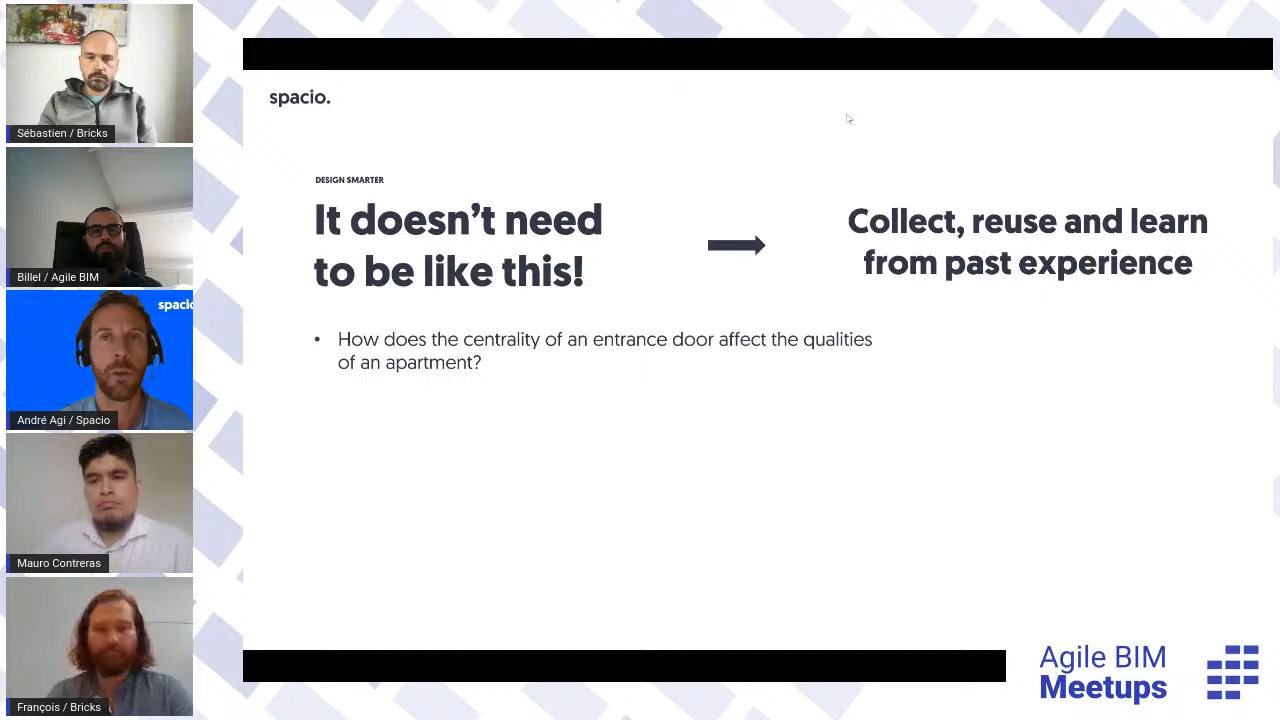 Sébastien / Bricks
Billel / Agile BIM
spacio
André Agi / Spacio
Mauro Contreras
François / Bricks
spacio.
DESIGN SMARTER
It doesn't need
to be like this!
Collect, reuse and learn
from past experience
• How does the centrality of an entrance door affect the qualities
of an apartment?
Agile BIM
Meetups